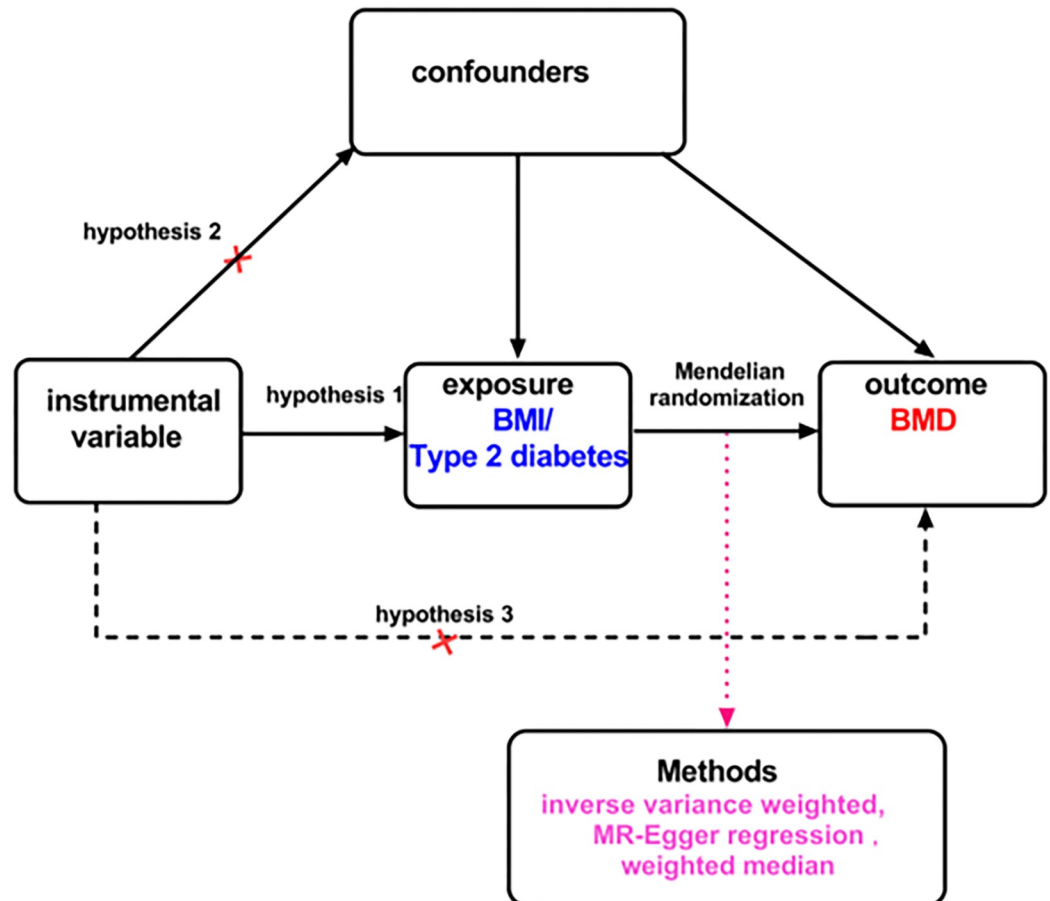 confounders
hypothesis 2
instrumental
variable
hypothesis 1
exposure
BMI/
Type 2 diabetes
Mendelian
randomization
outcome
BMD
hypothesis 3
Methods
inverse variance weighted,
MR-Egger regression ,
weighted median